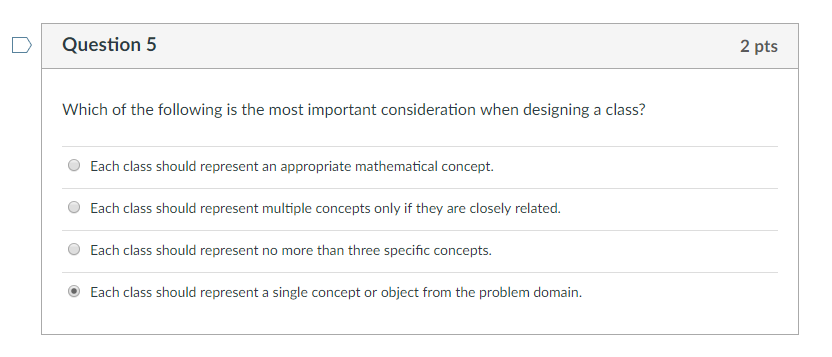 Question 5
2 pts
Which of the following is the most important consideration when designing a class?
Each class should represent an appropriate mathematical concept.
Each class should represent multiple concepts only if they are closely related.
Each class should represent no more than three specific concepts.
Each class should represent a single concept or object from the problem domain.